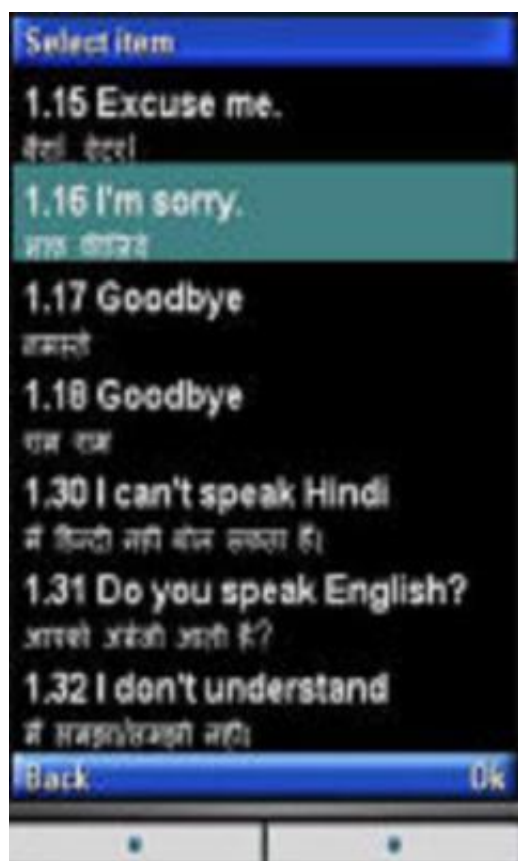 Select item
1.15 Excuse me.
1.16 I'm sorry.
माफ कीजिये
1.17 Goodbye
नमस्ते
1.18 Goodbye
राम राम
1.30 I can't speak Hindi
मैं हिन्दी नहीं बोल सकता हूँ।
1.31 Do you speak English?
आपको अंग्रेजी आती है?
1.32 I don't understand
मैं समझा/समझी नहीं।
Back
Ok